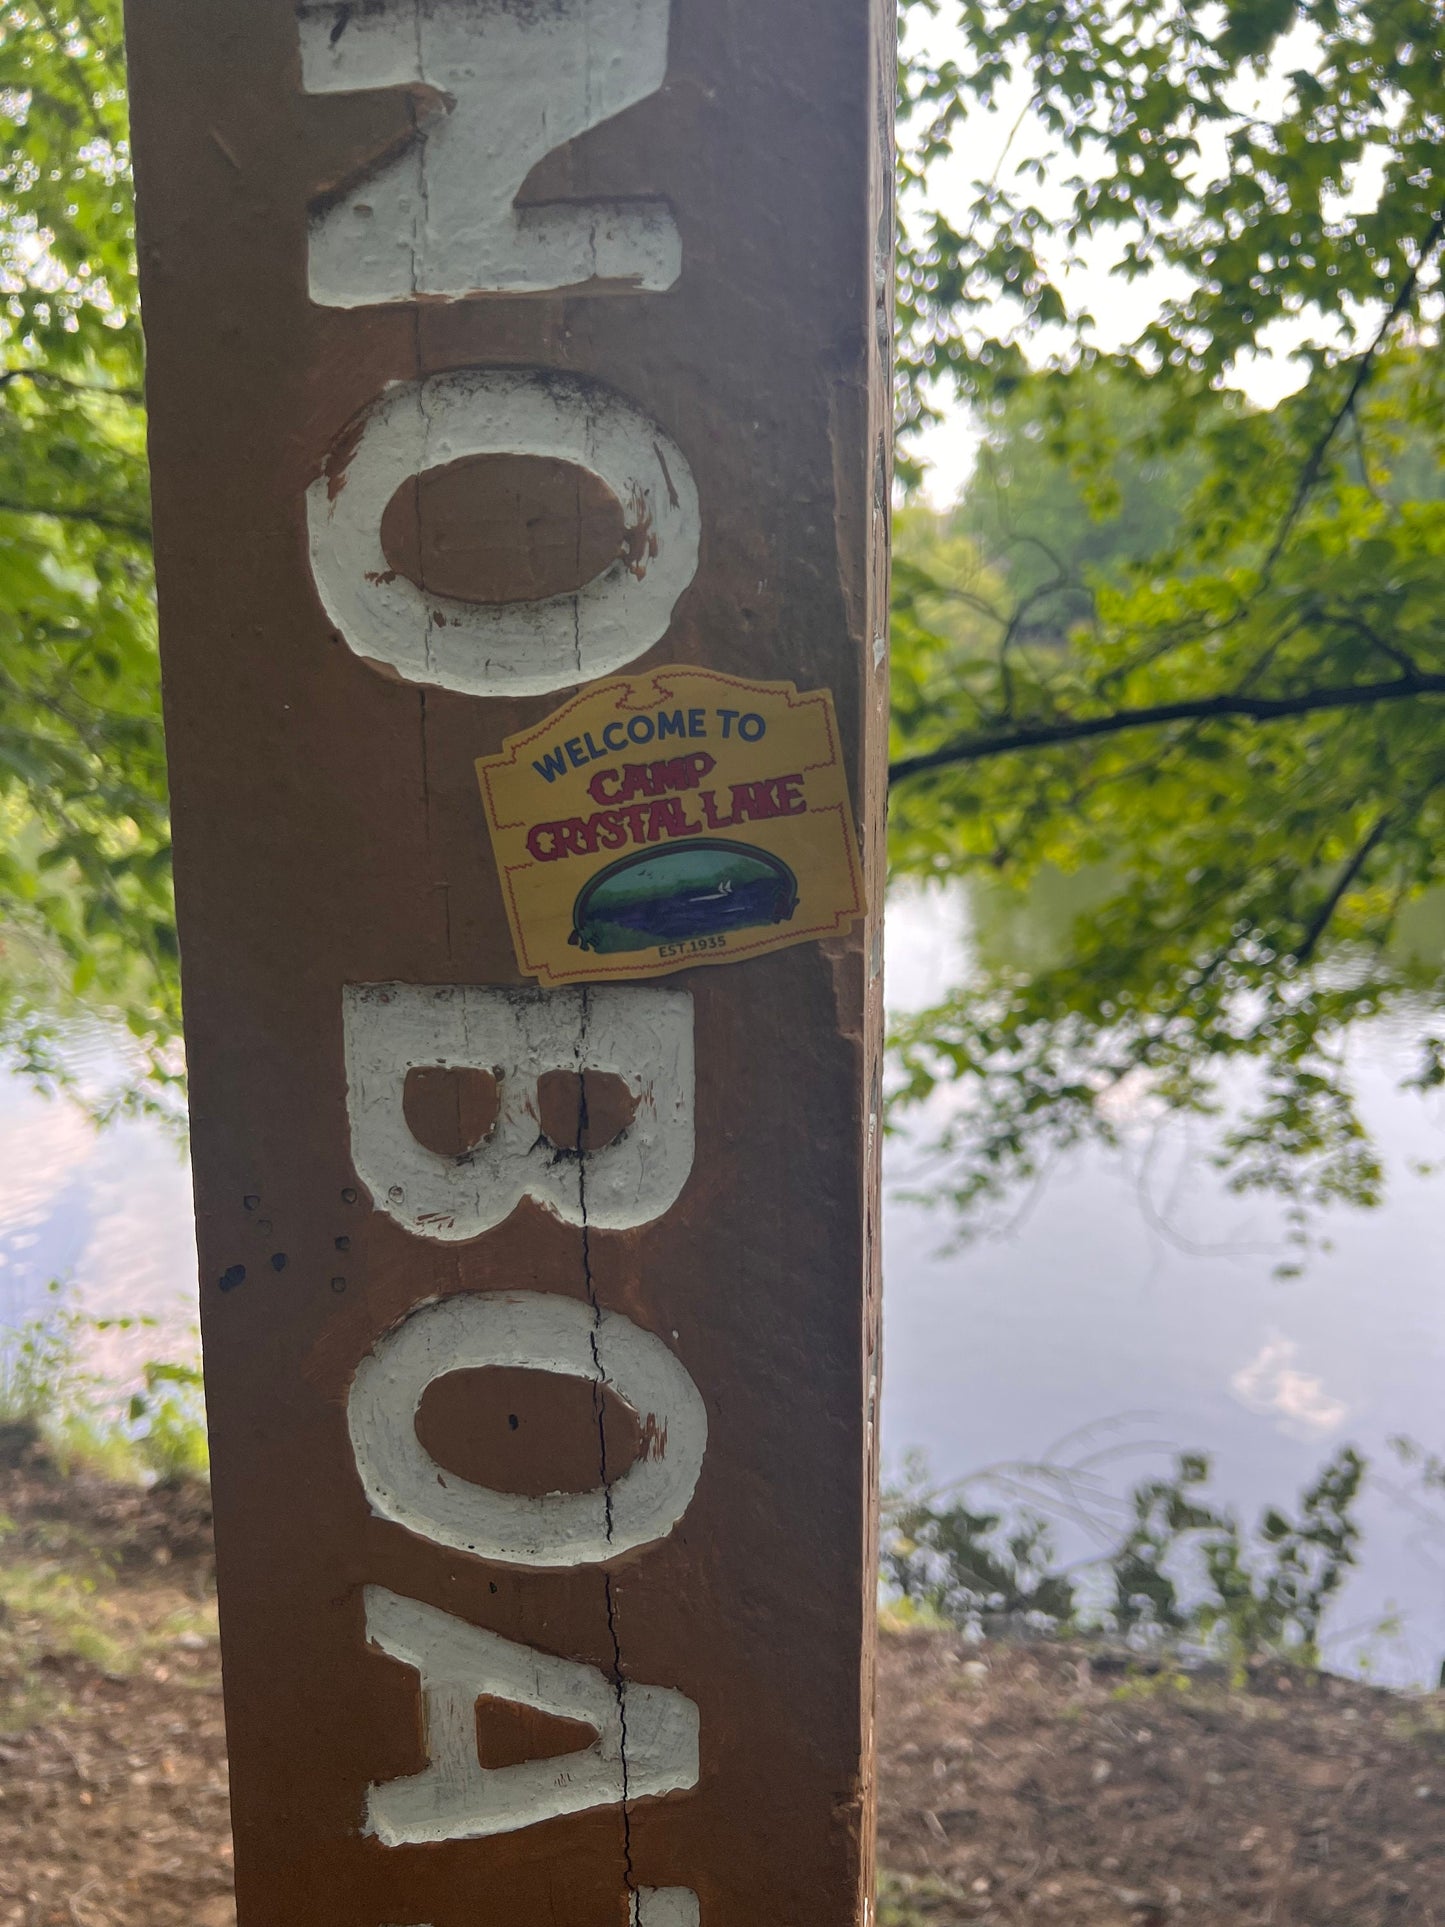 NO BOA
WELCOME TO
CAMP
CRYSTAL LAKE
EST. 1935